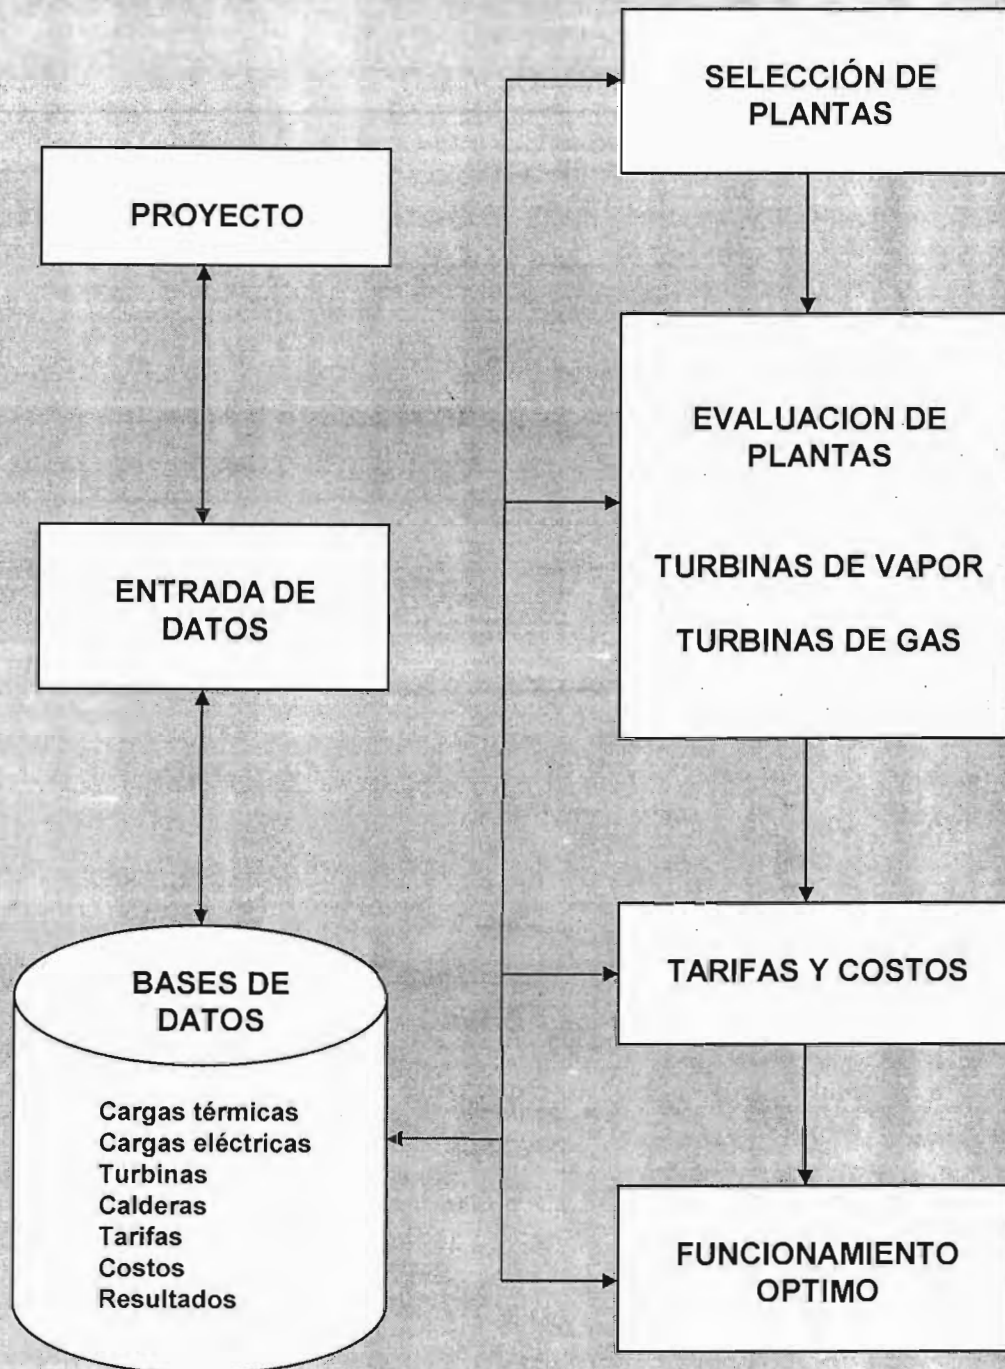 PROYECTO
ENTRADA DE
DATOS
BASES DE
DATOS
Cargas térmicas
Cargas eléctricas
Turbinas
Calderas
Tarifas
Costos
Resultados
SELECCIÓN DE
PLANTAS
EVALUACION DE
PLANTAS
TURBINAS DE VAPOR
TURBINAS DE GAS
TARIFAS Y COSTOS
FUNCIONAMIENTO
OPTIMO